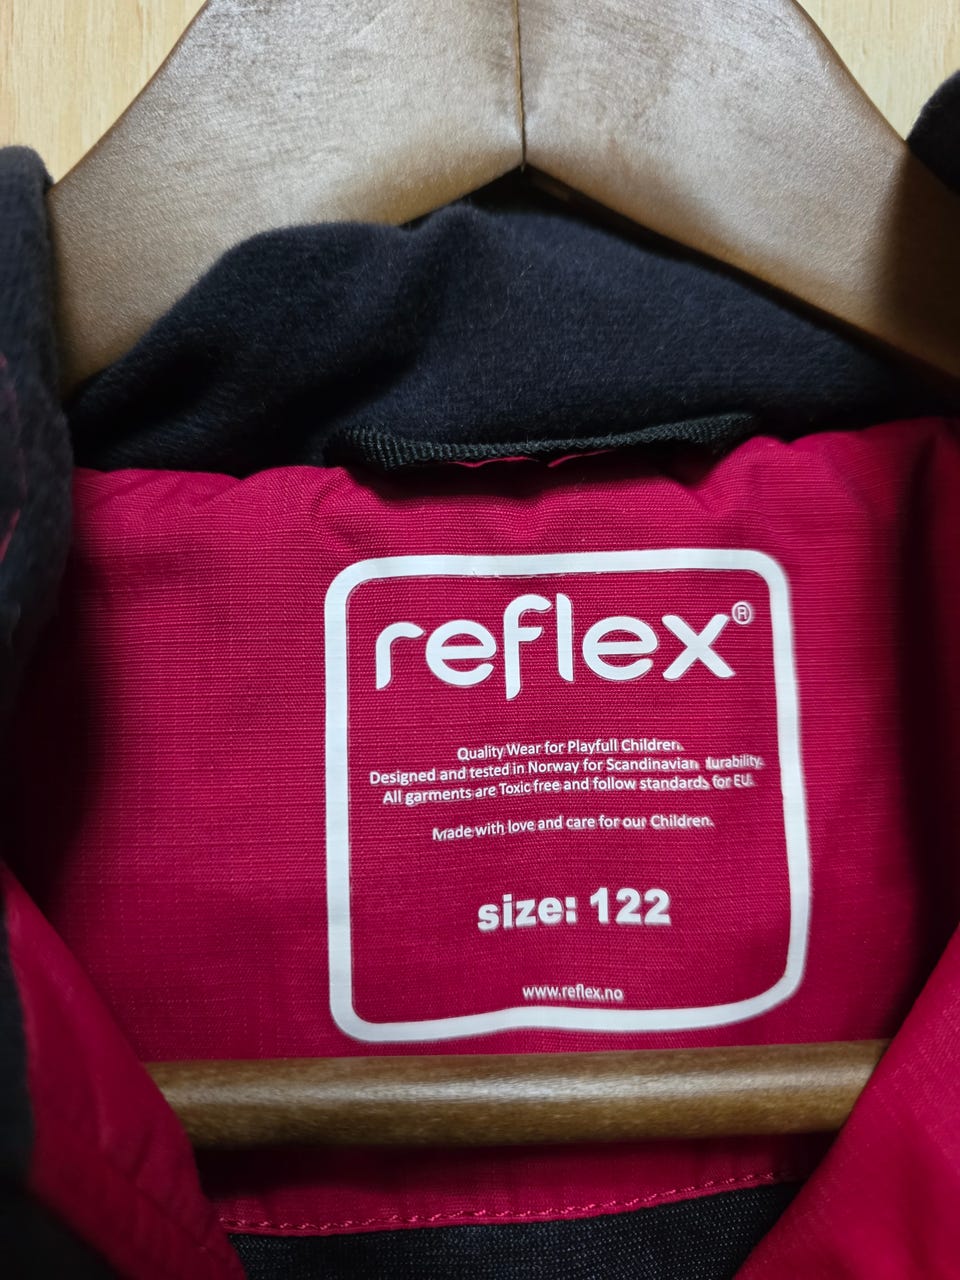 reflex®
Quality Wear for Playfull Children.
Designed and tested in Norway for Scandinavian durability.
All garments are Toxic free and follow standards for EU.
Made with love and care for our Children.
size: 122
www.reflex.no